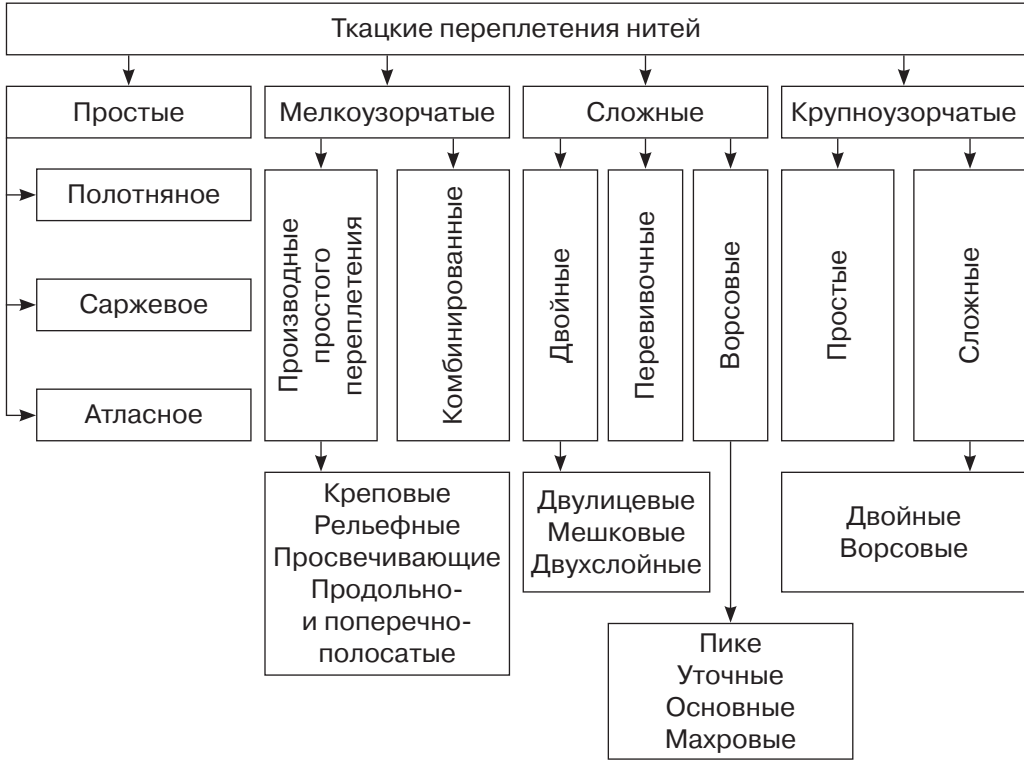 Ткацкие переплетения нитей
Простые
Мелкоузорчатые
Сложные
Крупноузорчатые
Полотняное
Саржевое
Атласное
Производные
простого
переплетения
Комбинированные
Двойные
Перевивочные
Ворсовые
Простые
Сложные
Креповые
Рельефные
Просвечивающие
Продольно-
и поперечно-
полосатые
Двулицевые
Мешковые
Двухслойные
Двойные
Ворсовые
Пике
Уточные
Основные
Махровые